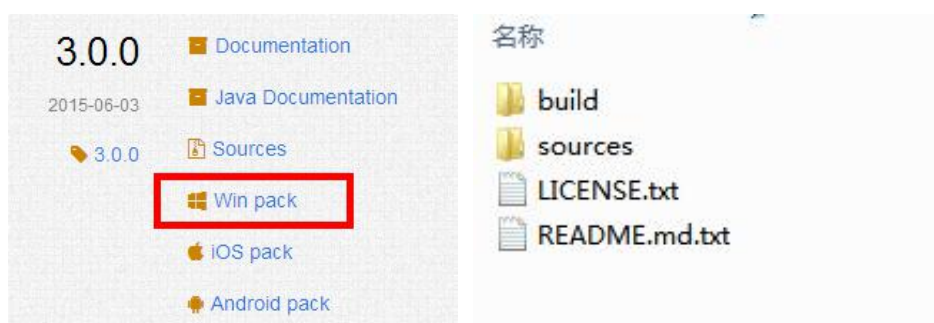 3.0.0
2015-06-03
3.0.0
Documentation
Java Documentation
Sources
Win pack
iOS pack
Android pack
名称
build
sources
LICENSE.txt
README.md.txt